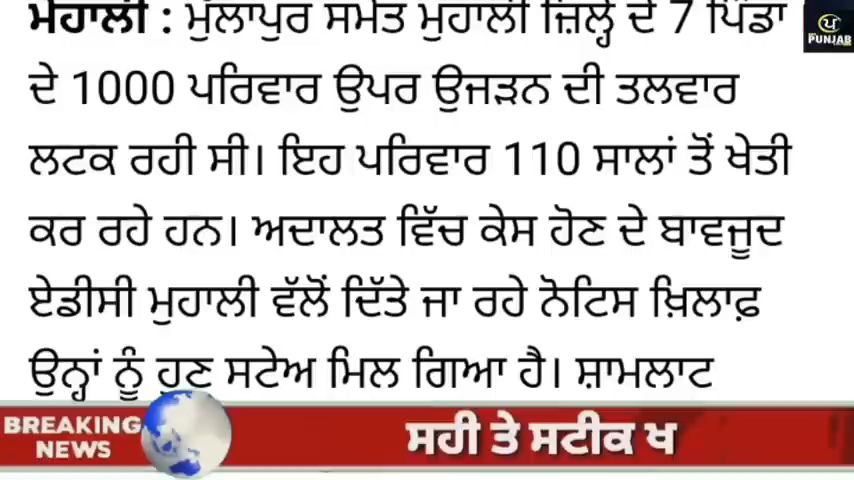 ਮੋਹਾਲੀ : ਮੁੱਲਾਂਪੁਰ ਸਮੇਤ ਮੁਹਾਲੀ ਜ਼ਿਲ੍ਹੇ ਦੇ 7 ਪਿੰਡਾਂ
ਦੇ 1000 ਪਰਿਵਾਰ ਉਪਰ ਉਜੜਨ ਦੀ ਤਲਵਾਰ
ਲਟਕ ਰਹੀ ਸੀ। ਇਹ ਪਰਿਵਾਰ 110 ਸਾਲਾਂ ਤੋਂ ਖੇਤੀ
ਕਰ ਰਹੇ ਹਨ। ਅਦਾਲਤ ਵਿੱਚ ਕੇਸ ਹੋਣ ਦੇ ਬਾਵਜੂਦ
ਏਡੀਸੀ ਮੁਹਾਲੀ ਵੱਲੋਂ ਦਿੱਤੇ ਜਾ ਰਹੇ ਨੋਟਿਸ ਖ਼ਿਲਾਫ਼
ਉਨ੍ਹਾਂ ਨੂੰ ਹੁਣ ਸਟੇਅ ਮਿਲ ਗਿਆ ਹੈ। ਸ਼ਾਮਲਾਟ
ਪ
PUNJAB
BREAKING
NEWS
ਸਹੀ ਤੇ ਸਟੀਕ ਖ